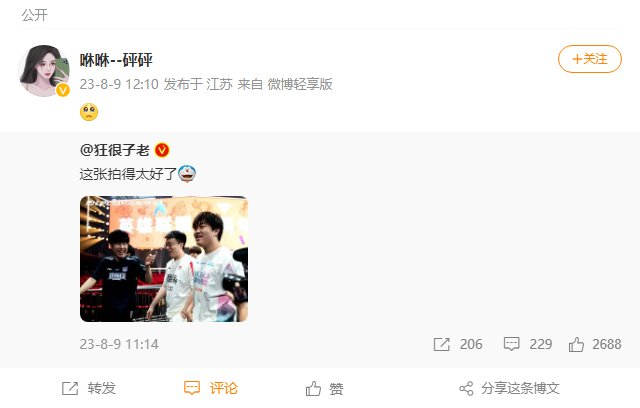 公开
咻咻--砰砰
+关注
23-8-9 12:10 发布于 江苏 来自 微博轻享版
@狂很子老
这张拍得太好了
英雄联盟
23-8-9 11:14
206
229
2688
转发
评论
赞
分享这条博文